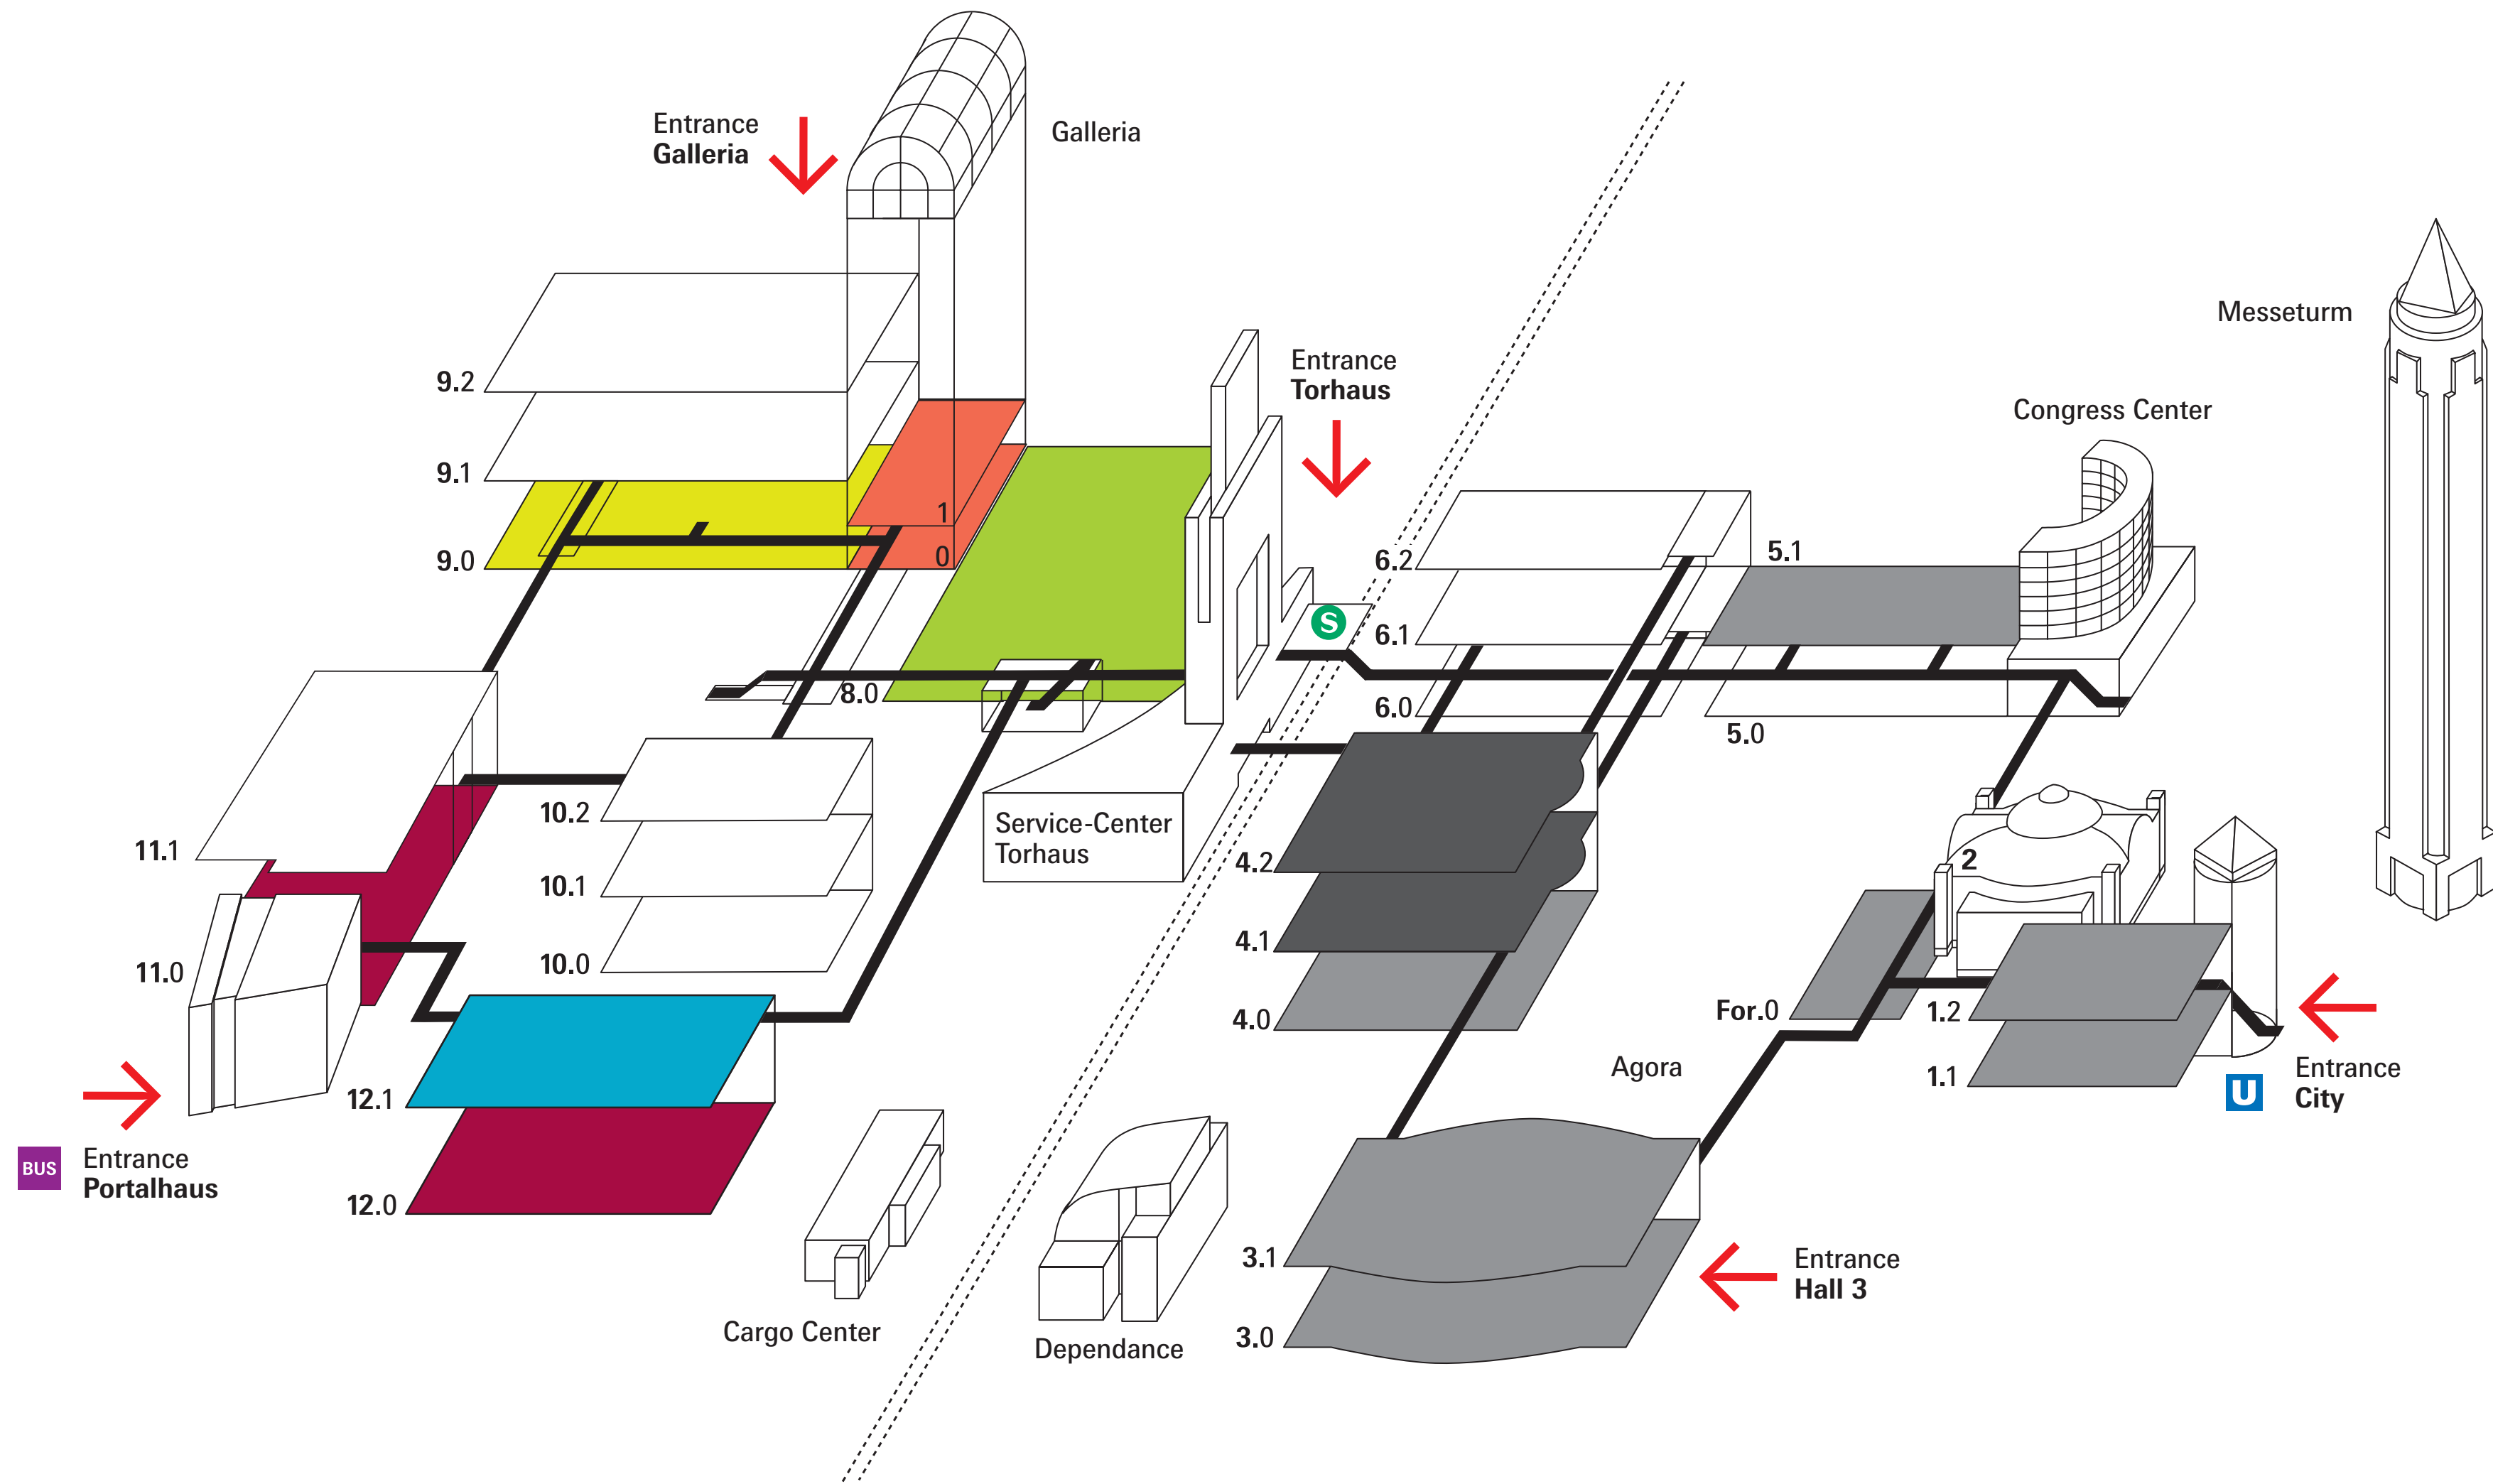 Entrance
Galleria
Galleria
Entrance
Torhaus
Messeturm
Congress Center
9.2
9.1
9.0
1
0
S
6.2
6.1
6.0
5.1
5.0
8.0
11.1
11.0
10.2
10.1
10.0
Service-Center
Torhaus
4.2
4.1
4.0
2
For.0
1.2
1.1
Agora
Entrance
City
U
12.1
12.0
BUS
Entrance
Portalhaus
Cargo Center
Dependance
3.1
3.0
Entrance
Hall 3